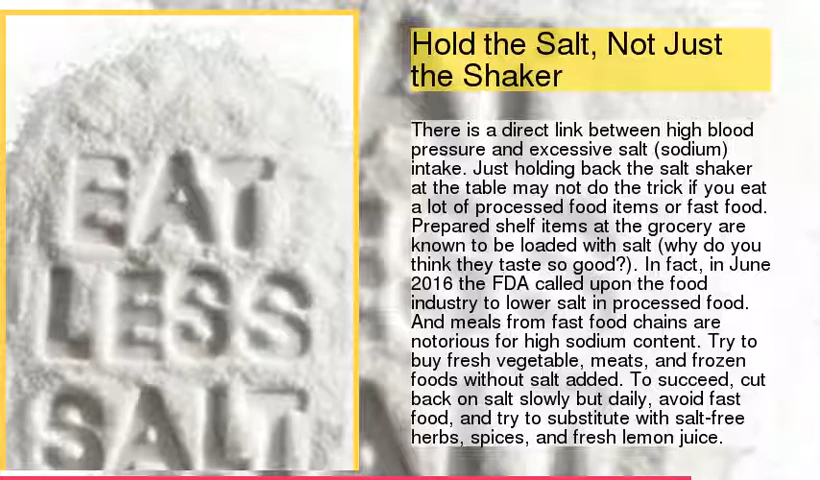 EAT
LESS
SALT
Hold the Salt, Not Just
the Shaker
There is a direct link between high blood
pressure and excessive salt (sodium)
intake. Just holding back the salt shaker
at the table may not do the trick if you eat
a lot of processed food items or fast food.
Prepared shelf items at the grocery are
known to be loaded with salt (why do you
think they taste so good?). In fact, in June
2016 the FDA called upon the food
industry to lower salt in processed food.
And meals from fast food chains are
notorious for high sodium content. Try to
buy fresh vegetable, meats, and frozen
foods without salt added. To succeed, cut
back on salt slowly but daily, avoid fast
food, and try to substitute with salt-free
herbs, spices, and fresh lemon juice.